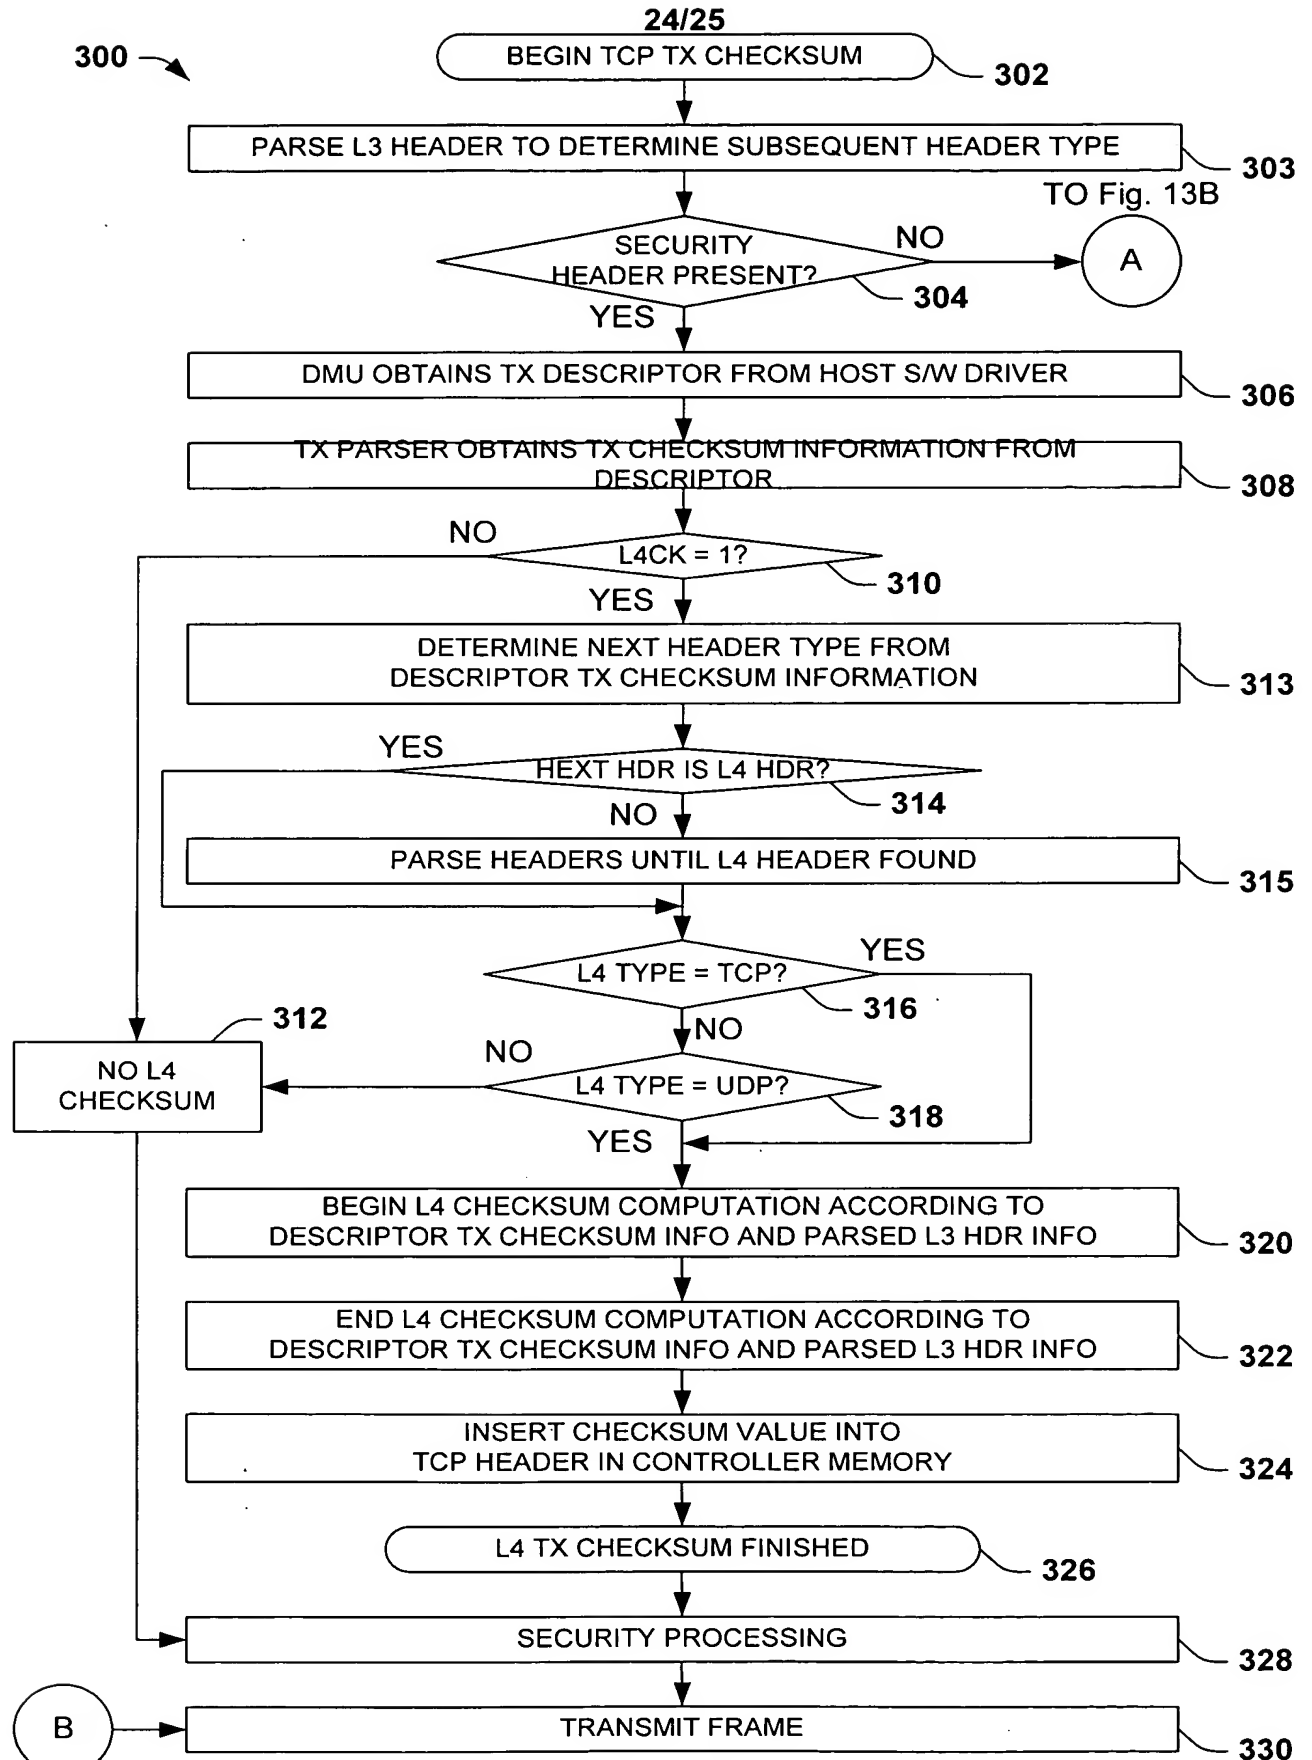 24/25
300
BEGIN TCP TX CHECKSUM
302
PARSE L3 HEADER TO DETERMINE SUBSEQUENT HEADER TYPE
303
TO Fig. 13B
SECURITY
HEADER PRESENT?
NO
A
304
YES
DMU OBTAINS TX DESCRIPTOR FROM HOST S/W DRIVER
306
TX PARSER OBTAINS TX CHECKSUM INFORMATION FROM
DESCRIPTOR
308
NO
L4CK = 1?
310
YES
DETERMINE NEXT HEADER TYPE FROM
DESCRIPTOR TX CHECKSUM INFORMATION
313
YES
HEXT HDR IS L4 HDR?
314
NO
PARSE HEADERS UNTIL L4 HEADER FOUND
315
L4 TYPE = TCP?
YES
316
NO
312
NO L4
CHECKSUM
NO
L4 TYPE = UDP?
318
YES
BEGIN L4 CHECKSUM COMPUTATION ACCORDING TO
DESCRIPTOR TX CHECKSUM INFO AND PARSED L3 HDR INFO
320
END L4 CHECKSUM COMPUTATION ACCORDING TO
DESCRIPTOR TX CHECKSUM INFO AND PARSED L3 HDR INFO
322
INSERT CHECKSUM VALUE INTO
TCP HEADER IN CONTROLLER MEMORY
324
L4 TX CHECKSUM FINISHED
326
SECURITY PROCESSING
328
B
TRANSMIT FRAME
330